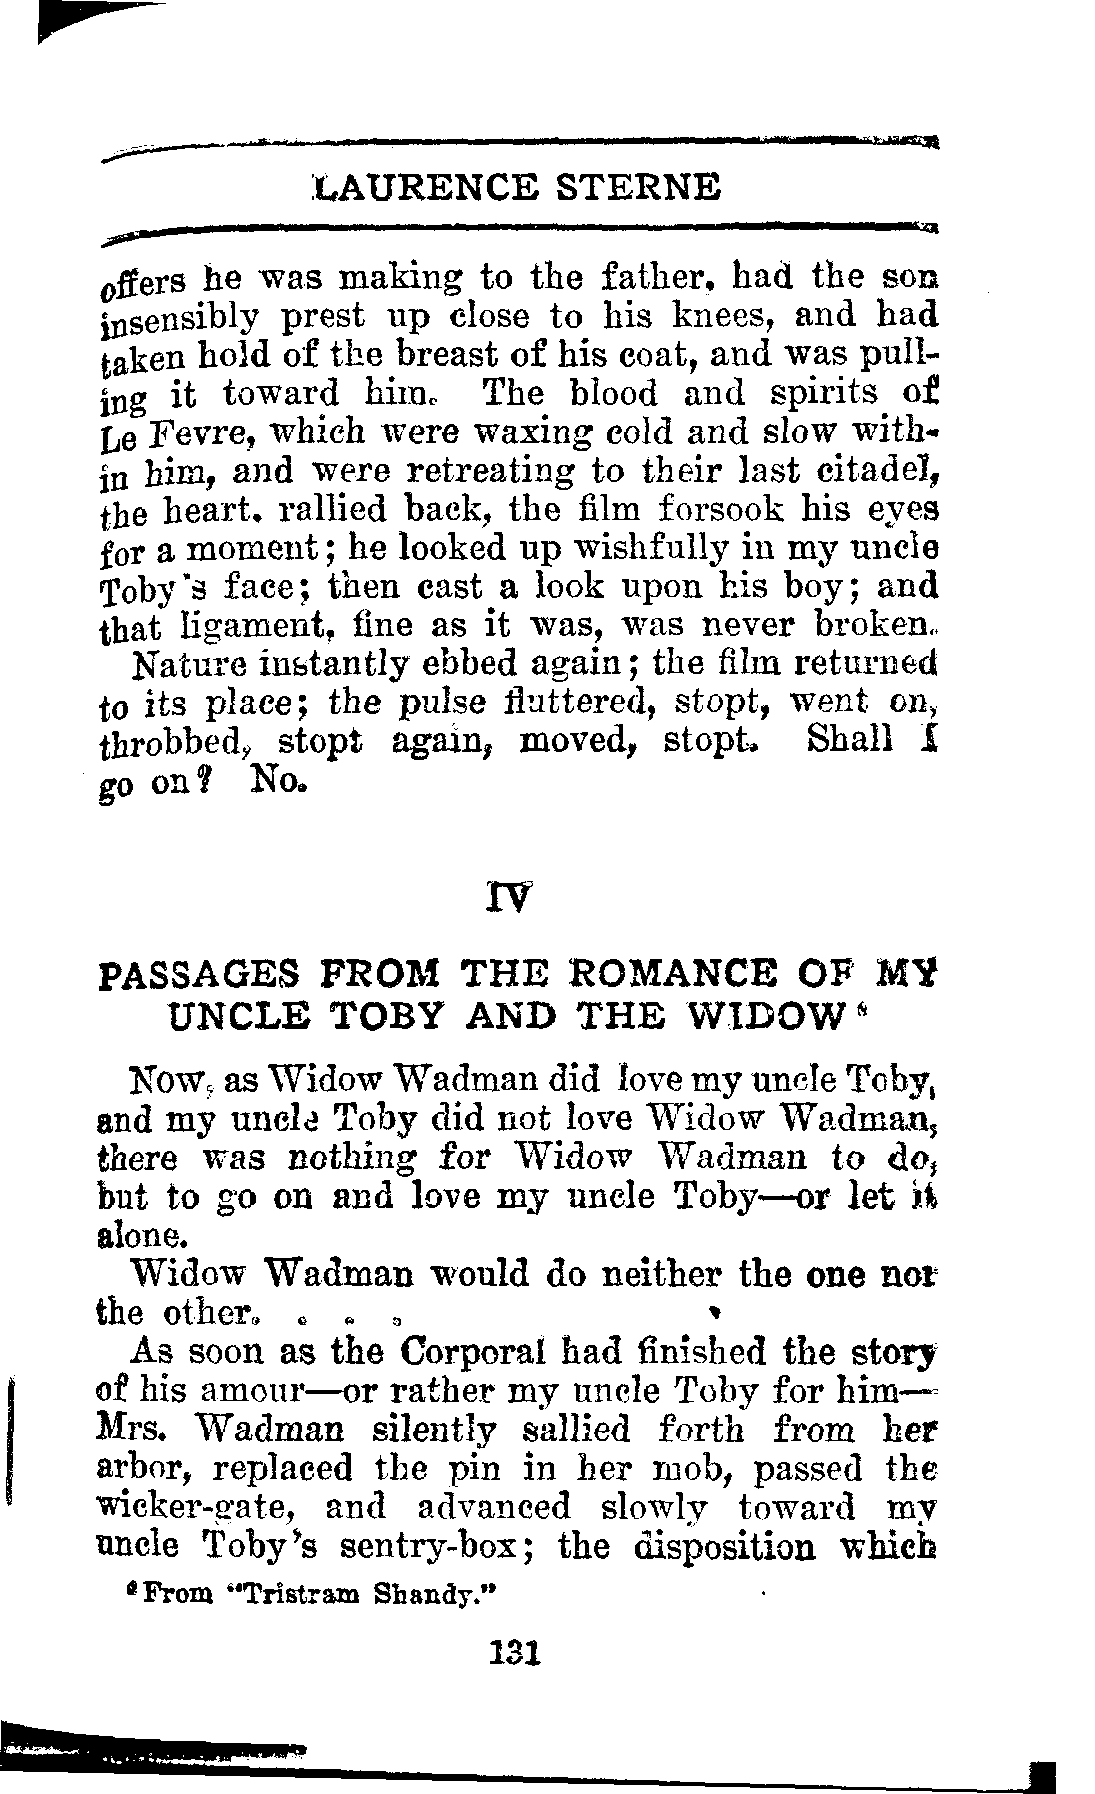 LAURENCE STERNE
offers he was making to the father, had the son
insensibly prest up close to his knees, and had
taken hold of the breast of his coat, and was pull-
ing it toward him. The blood and spirits of
Le Fevre, which were waxing cold and slow with-
in him, and were retreating to their last citadel,
the heart. rallied back, the film forsook his eyes
for a moment; he looked up wishfully in my uncle
Toby's face; then cast a look upon his boy; and
that ligament, fine as it was, was never broken.
Nature instantly ebbed again; the film returned
to its place; the pulse fluttered, stopt, went on,
throbbed, stopt again, moved, stopt. Shall I
go on? No.
IV
PASSAGES FROM THE ROMANCE OF MY
UNCLE TOBY AND THE WIDOW⁶
Now, as Widow Wadman did love my uncle Toby,
and my uncle Toby did not love Widow Wadman,
there was nothing for Widow Wadman to do,
but to go on and love my uncle Toby—or let it
alone.
Widow Wadman would do neither the one nor
the other. . . .
As soon as the Corporal had finished the story
of his amour—or rather my uncle Toby for him—
Mrs. Wadman silently sallied forth from her
arbor, replaced the pin in her mob, passed the
wicker-gate, and advanced slowly toward my
uncle Toby's sentry-box; the disposition which
⁶ From "Tristram Shandy."
131